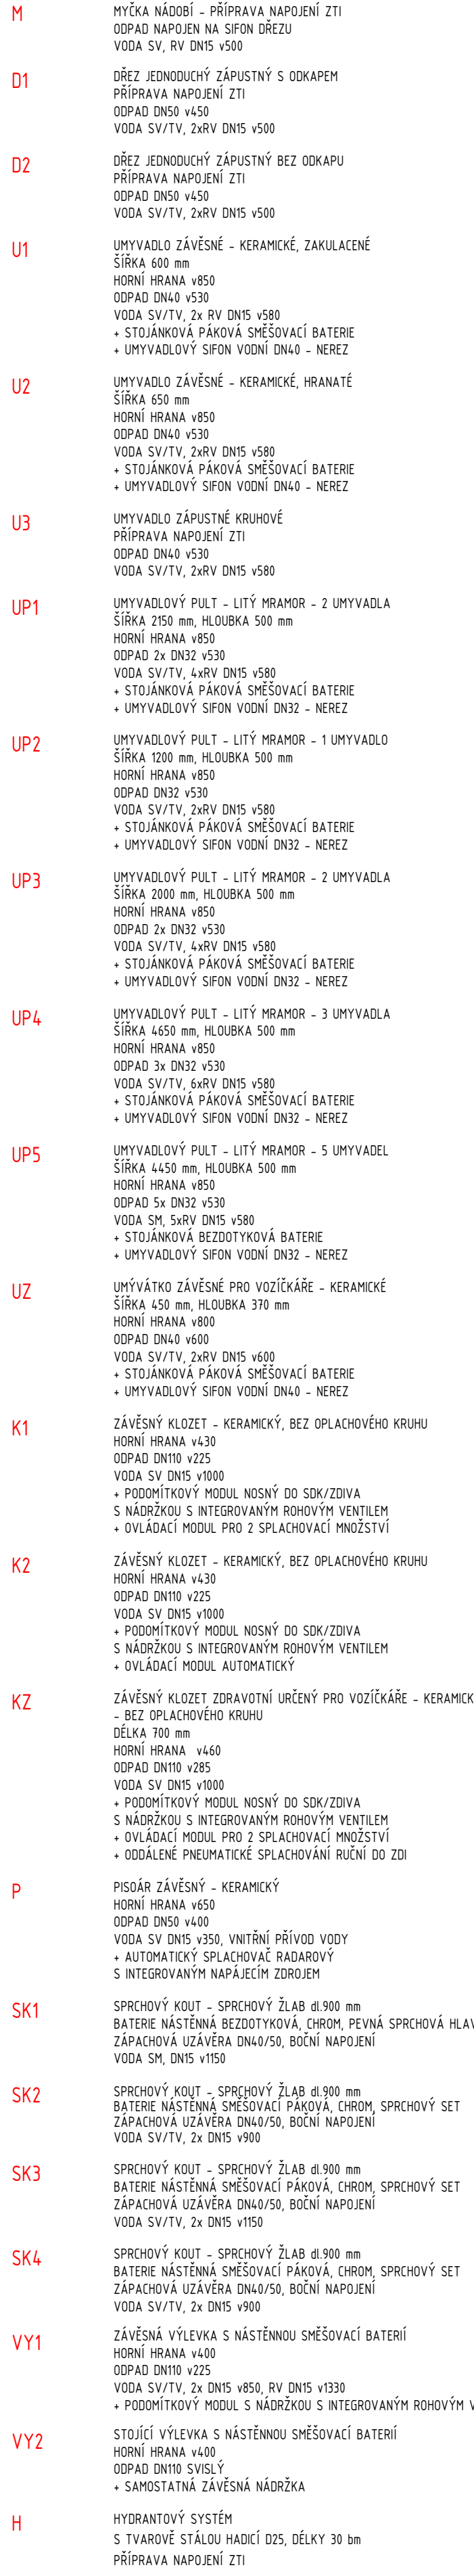 M MYČKA NÁDOBÍ - PŘÍPRAVA NAPOJENÍ ZTI
ODPAD NAPOJEN NA SIFON DŘEZU
VODA SV, RV DN15 v500
D1 DŘEZ JEDNODUCHÝ ZÁPUSTNÝ S ODKAPEM
PŘÍPRAVA NAPOJENÍ ZTI
ODPAD DN50 v450
VODA SV/TV, 2xRV DN15 v500
D2 DŘEZ JEDNODUCHÝ ZÁPUSTNÝ BEZ ODKAPU
PŘÍPRAVA NAPOJENÍ ZTI
ODPAD DN50 v450
VODA SV/TV, 2xRV DN15 v500
U1 UMYVADLO ZÁVĚSNÉ - KERAMICKÉ, ZAKULACENÉ
ŠÍŘKA 600 mm
HORNÍ HRANA v850
ODPAD DN40 v530
VODA SV/TV, 2x RV DN15 v580
+ STOJÁNKOVÁ PÁKOVÁ SMĚŠOVACÍ BATERIE
+ UMYVADLOVÝ SIFON VODNÍ DN40 - NEREZ
U2 UMYVADLO ZÁVĚSNÉ - KERAMICKÉ, HRANATÉ
ŠÍŘKA 650 mm
HORNÍ HRANA v850
ODPAD DN40 v530
VODA SV/TV, 2xRV DN15 v580
+ STOJÁNKOVÁ PÁKOVÁ SMĚŠOVACÍ BATERIE
+ UMYVADLOVÝ SIFON VODNÍ DN40 - NEREZ
U3 UMYVADLO ZÁPUSTNÉ KRUHOVÉ
PŘÍPRAVA NAPOJENÍ ZTI
ODPAD DN40 v530
VODA SV/TV, 2xRV DN15 v580
UP1 UMYVADLOVÝ PULT - LITÝ MRAMOR - 2 UMYVADLA
ŠÍŘKA 2150 mm, HLOUBKA 500 mm
HORNÍ HRANA v850
ODPAD 2x DN32 v530
VODA SV/TV, 4xRV DN15 v580
+ STOJÁNKOVÁ PÁKOVÁ SMĚŠOVACÍ BATERIE
+ UMYVADLOVÝ SIFON VODNÍ DN32 - NEREZ
UP2 UMYVADLOVÝ PULT - LITÝ MRAMOR - 1 UMYVADLO
ŠÍŘKA 1200 mm, HLOUBKA 500 mm
HORNÍ HRANA v850
ODPAD DN32 v530
VODA SV/TV, 2xRV DN15 v580
+ STOJÁNKOVÁ PÁKOVÁ SMĚŠOVACÍ BATERIE
+ UMYVADLOVÝ SIFON VODNÍ DN32 - NEREZ
UP3 UMYVADLOVÝ PULT - LITÝ MRAMOR - 2 UMYVADLA
ŠÍŘKA 2000 mm, HLOUBKA 500 mm
HORNÍ HRANA v850
ODPAD 2x DN32 v530
VODA SV/TV, 4xRV DN15 v580
+ STOJÁNKOVÁ PÁKOVÁ SMĚŠOVACÍ BATERIE
+ UMYVADLOVÝ SIFON VODNÍ DN32 - NEREZ
UP4 UMYVADLOVÝ PULT - LITÝ MRAMOR - 3 UMYVADLA
ŠÍŘKA 4650 mm, HLOUBKA 500 mm
HORNÍ HRANA v850
ODPAD 3x DN32 v530
VODA SV/TV, 6xRV DN15 v580
+ STOJÁNKOVÁ PÁKOVÁ SMĚŠOVACÍ BATERIE
+ UMYVADLOVÝ SIFON VODNÍ DN32 - NEREZ
UP5 UMYVADLOVÝ PULT - LITÝ MRAMOR - 5 UMYVADEL
ŠÍŘKA 4450 mm, HLOUBKA 500 mm
HORNÍ HRANA v850
ODPAD 5x DN32 v530
VODA SM, 5xRV DN15 v580
+ STOJÁNKOVÁ BEZDOTYKOVÁ BATERIE
+ UMYVADLOVÝ SIFON VODNÍ DN32 - NEREZ
UZ UMÝVÁTKO ZÁVĚSNÉ PRO VOZÍČKÁŘE - KERAMICKÉ
ŠÍŘKA 450 mm, HLOUBKA 370 mm
HORNÍ HRANA v800
ODPAD DN40 v600
VODA SV/TV, 2xRV DN15 v600
+ STOJÁNKOVÁ PÁKOVÁ SMĚŠOVACÍ BATERIE
+ UMYVADLOVÝ SIFON VODNÍ DN40 - NEREZ
K1 ZÁVĚSNÝ KLOZET - KERAMICKÝ, BEZ OPLACHOVÉHO KRUHU
HORNÍ HRANA v430
ODPAD DN110 v225
VODA SV DN15 v1000
+ PODOMÍTKOVÝ MODUL NOSNÝ DO SDK/ZDIVA
S NÁDRŽKOU S INTEGROVANÝM ROHOVÝM VENTILEM
+ OVLÁDACÍ MODUL PRO 2 SPLACHOVACÍ MNOŽSTVÍ
K2 ZÁVĚSNÝ KLOZET - KERAMICKÝ, BEZ OPLACHOVÉHO KRUHU
HORNÍ HRANA v430
ODPAD DN110 v225
VODA SV DN15 v1000
+ PODOMÍTKOVÝ MODUL NOSNÝ DO SDK/ZDIVA
S NÁDRŽKOU S INTEGROVANÝM ROHOVÝM VENTILEM
+ OVLÁDACÍ MODUL AUTOMATICKÝ
KZ ZÁVĚSNÝ KLOZET ZDRAVOTNÍ URČENÝ PRO VOZÍČKÁŘE - KERAMICK
- BEZ OPLACHOVÉHO KRUHU
DÉLKA 700 mm
HORNÍ HRANA v460
ODPAD DN110 v285
VODA SV DN15 v1000
+ PODOMÍTKOVÝ MODUL NOSNÝ DO SDK/ZDIVA
S NÁDRŽKOU S INTEGROVANÝM ROHOVÝM VENTILEM
+ OVLÁDACÍ MODUL PRO 2 SPLACHOVACÍ MNOŽSTVÍ
+ ODDÁLENÉ PNEUMATICKÉ SPLACHOVÁNÍ RUČNÍ DO ZDI
P PISOÁR ZÁVĚSNÝ - KERAMICKÝ
HORNÍ HRANA v650
ODPAD DN50 v400
VODA SV DN15 v350, VNITŘNÍ PŘÍVOD VODY
+ AUTOMATICKÝ SPLACHOVAČ RADAROVÝ
S INTEGROVANÝM NAPÁJECÍM ZDROJEM
SK1 SPRCHOVÝ KOUT - SPRCHOVÝ ŽLAB dl.900 mm
BATERIE NÁSTĚNNÁ BEZDOTYKOVÁ, CHROM, PEVNÁ SPRCHOVÁ HLAV
ZÁPACHOVÁ UZÁVĚRA DN40/50, BOČNÍ NAPOJENÍ
VODA SM, DN15 v1150
SK2 SPRCHOVÝ KOUT - SPRCHOVÝ ŽLAB dl.900 mm
BATERIE NÁSTĚNNÁ SMĚŠOVACÍ PÁKOVÁ, CHROM, SPRCHOVÝ SET
ZÁPACHOVÁ UZÁVĚRA DN40/50, BOČNÍ NAPOJENÍ
VODA SV/TV, 2x DN15 v900
SK3 SPRCHOVÝ KOUT - SPRCHOVÝ ŽLAB dl.900 mm
BATERIE NÁSTĚNNÁ SMĚŠOVACÍ PÁKOVÁ, CHROM, SPRCHOVÝ SET
ZÁPACHOVÁ UZÁVĚRA DN40/50, BOČNÍ NAPOJENÍ
VODA SV/TV, 2x DN15 v1150
SK4 SPRCHOVÝ KOUT - SPRCHOVÝ ŽLAB dl.900 mm
BATERIE NÁSTĚNNÁ SMĚŠOVACÍ PÁKOVÁ, CHROM, SPRCHOVÝ SET
ZÁPACHOVÁ UZÁVĚRA DN40/50, BOČNÍ NAPOJENÍ
VODA SV/TV, 2x DN15 v900
VY1 ZÁVĚSNÁ VÝLEVKA S NÁSTĚNNOU SMĚŠOVACÍ BATERIÍ
HORNÍ HRANA v400
ODPAD DN110 v225
VODA SV/TV, 2x DN15 v850, RV DN15 v1330
+ PODOMÍTKOVÝ MODUL S NÁDRŽKOU S INTEGROVANÝM ROHOVÝM V
VY2 STOJÍCÍ VÝLEVKA S NÁSTĚNNOU SMĚŠOVACÍ BATERIÍ
HORNÍ HRANA v400
ODPAD DN110 SVISLÝ
+ SAMOSTATNÁ ZÁVĚSNÁ NÁDRŽKA
H HYDRANTOVÝ SYSTÉM
S TVAROVĚ STÁLOU HADICÍ D25, DÉLKY 30 bm
PŘÍPRAVA NAPOJENÍ ZTI